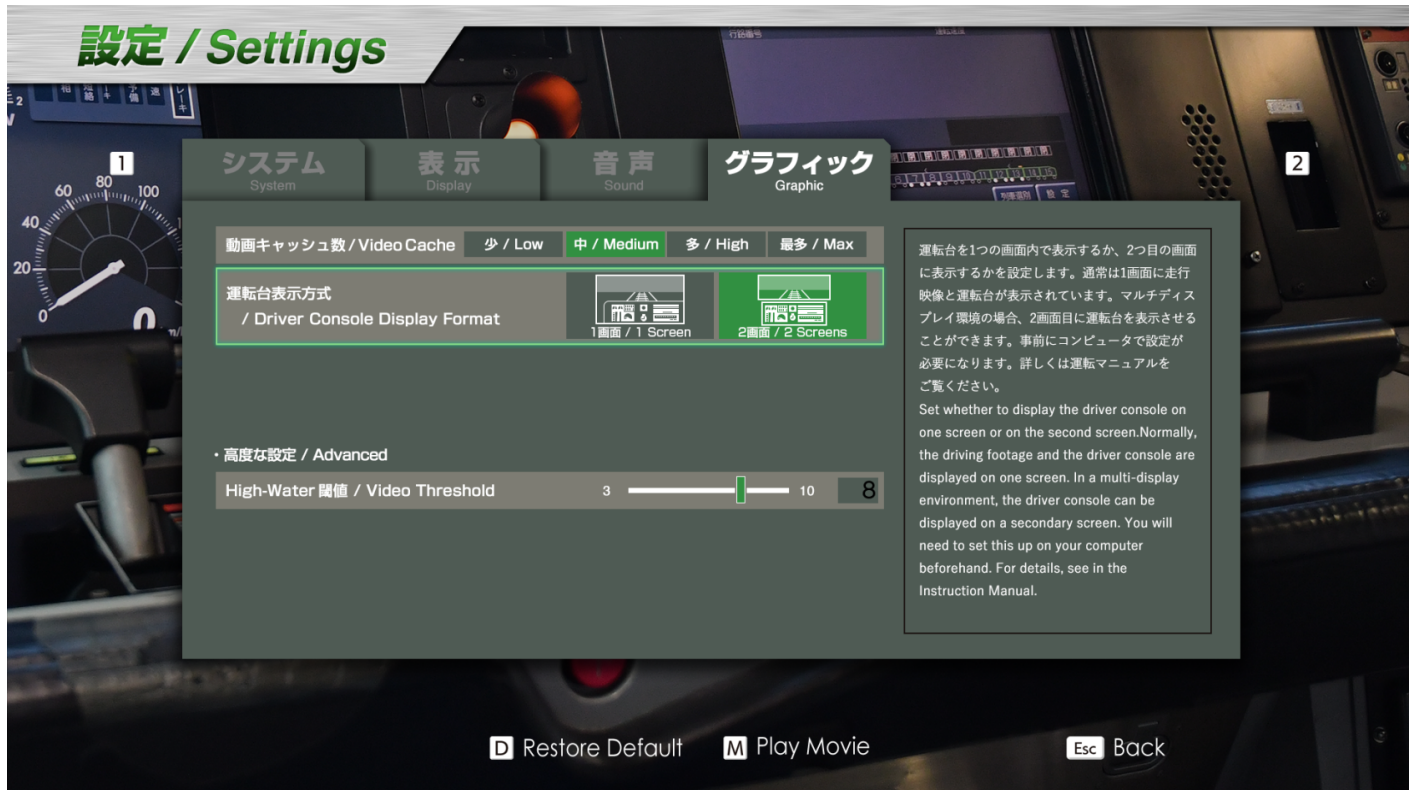 設定 / Settings
1
2
システム
System
表示
Display
音声
Sound
グラフィック
Graphic
動画キャッシュ数 / Video Cache
少 / Low
中 / Medium
多 / High
最多 / Max
運転台表示方式
/ Driver Console Display Format
1画面 / 1 Screen
2画面 / 2 Screens
・高度な設定 / Advanced
High-Water 閾値 / Video Threshold
3
10
8
運転台を1つの画面内で表示するか、2つ目の画面
に表示するかを設定します。通常は1画面に走行
映像と運転台が表示されています。マルチディス
プレイ環境の場合、2画面目に運転台を表示させる
ことができます。事前にコンピュータで設定が
必要になります。詳しくは運転マニュアルを
ご覧ください。
Set whether to display the driver console on
one screen or on the second screen.Normally,
the driving footage and the driver console are
displayed on one screen. In a multi-display
environment, the driver console can be
displayed on a secondary screen. You will
need to set this up on your computer
beforehand. For details, see in the
Instruction Manual.
0
20
40
60
80
100
0
D Restore Default
M Play Movie
Esc Back